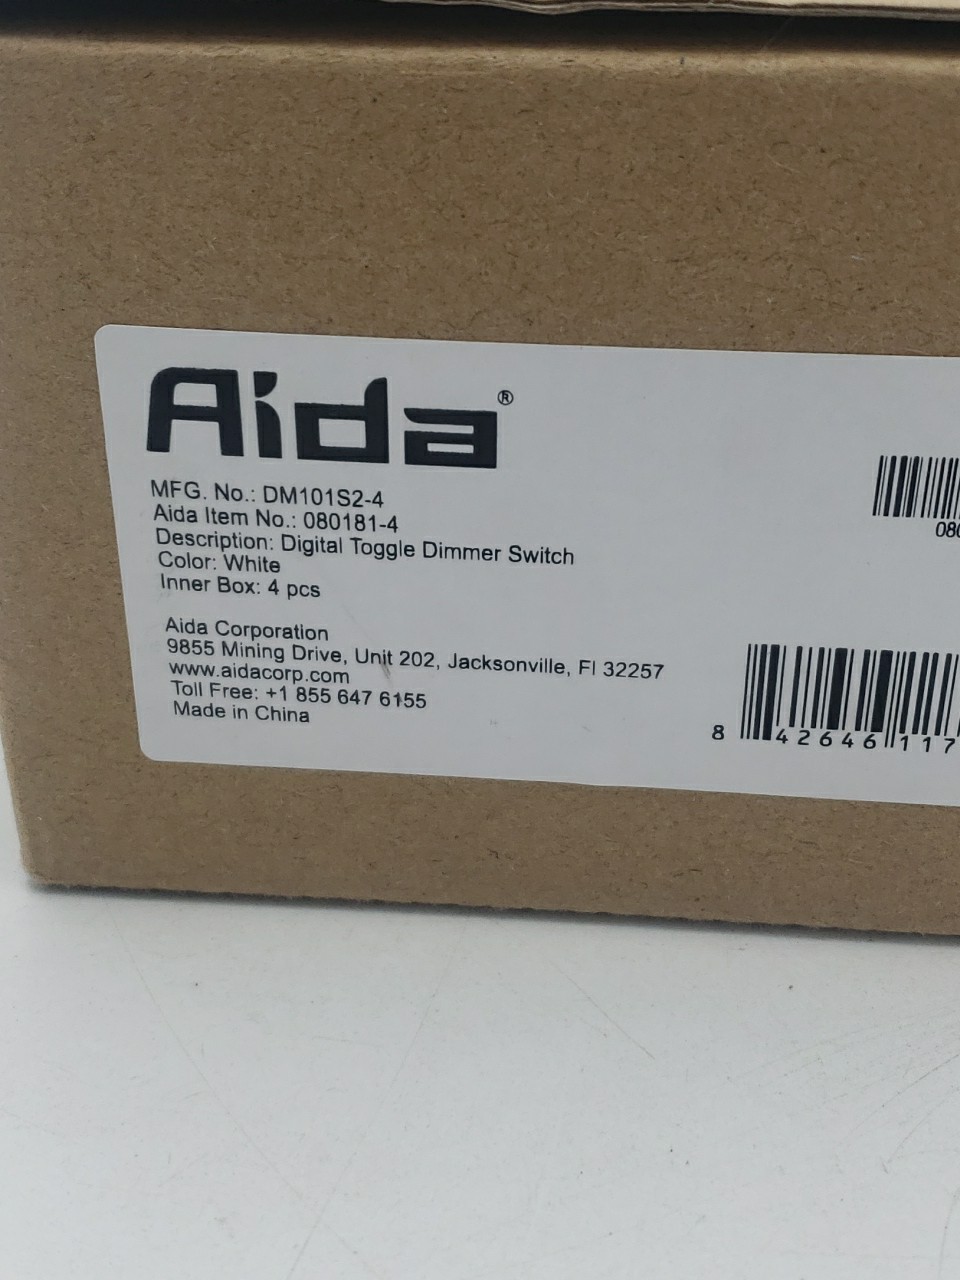 Aida®
MFG. No.: DM101S2-4
Aida Item No.: 080181-4
Description: Digital Toggle Dimmer Switch
Color: White
Inner Box: 4 pcs
Aida Corporation
9855 Mining Drive, Unit 202, Jacksonville, Fl 32257
www.aidacorp.com
Toll Free: +1 855 647 6155
Made in China
080
8 42646 117